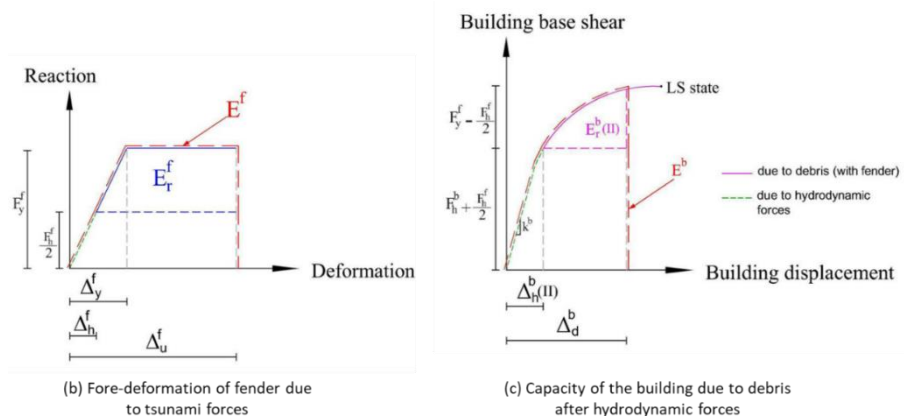 Reaction
E^f
E_r^f
F_y^f
F_h^f
2
Deformation
Δ_y^f
Δ_h^f
Δ_u^f
(b) Fore-deformation of fender due
to tsunami forces
Building base shear
LS state
F_y^f - F_h^f
2
E_r^b(II)
E^b
F_h^b + F_h^f
2
k^b
due to debris (with fender)
due to hydrodynamic
forces
Building displacement
Δ_h^b(II)
Δ_d^b
(c) Capacity of the building due to debris
after hydrodynamic forces